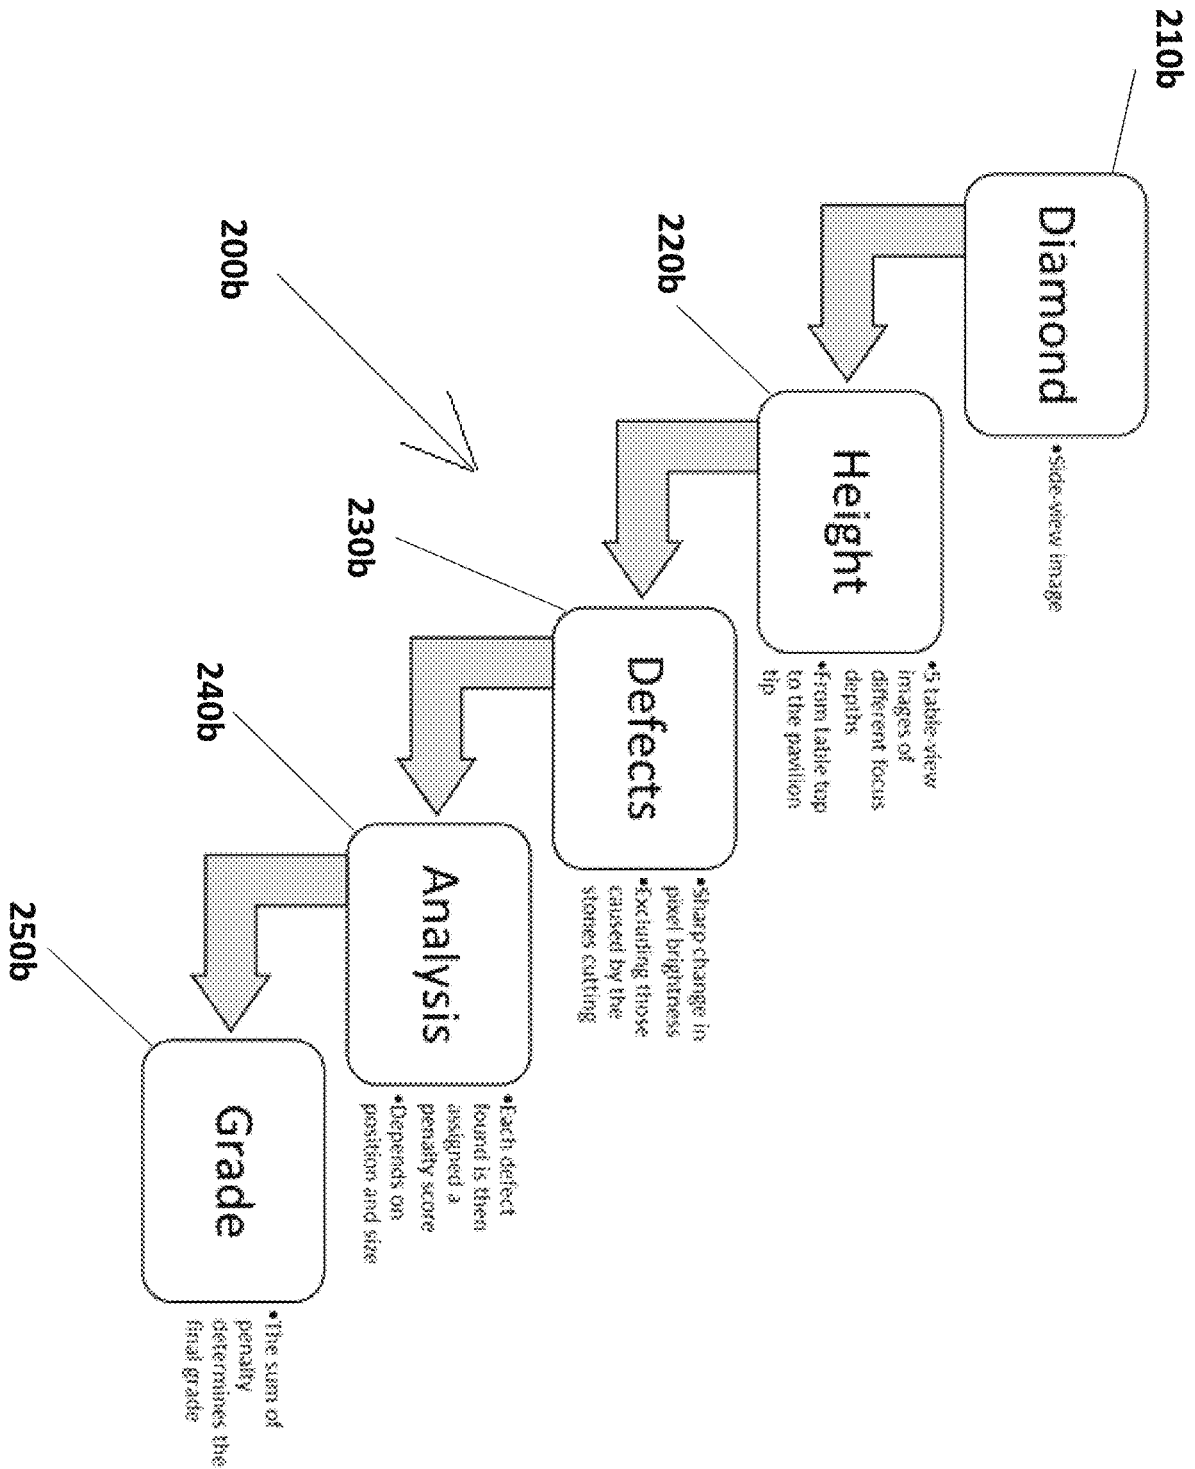 210b
Diamond
•Side-view image
220b
Height
•5 table-view
images of
different focus
depths
•From table top
to the pavilion
tip
200b
230b
Defects
•Sharp change in
pixel brightness
•Excluding those
caused by the
stones cutting
240b
Analysis
•Each defect
found is then
assigned a
penalty score
•Depends on
position and size
250b
Grade
•The sum of
penalty
determines the
final grade